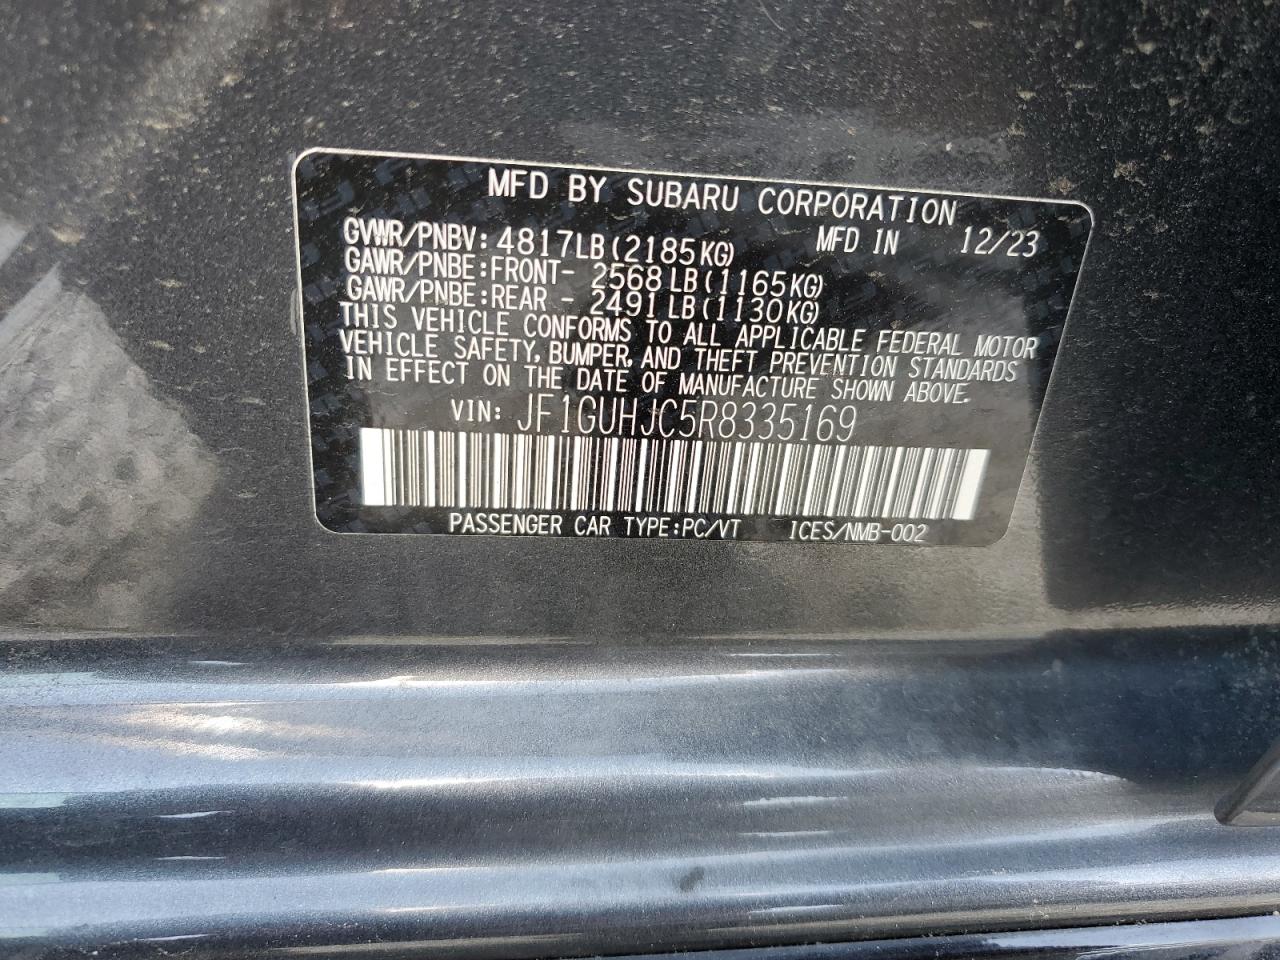 MFD BY SUBARU CORPORATION
GVWR/PNBV: 4817LB(2185KG) MFD IN 12/23
GAWR/PNBE:FRONT- 2568LB(1165KG)
GAWR/PNBE:REAR - 2491LB(1130KG)
THIS VEHICLE CONFORMS TO ALL APPLICABLE FEDERAL MOTOR
VEHICLE SAFETY, BUMPER, AND THEFT PREVENTION STANDARDS
IN EFFECT ON THE DATE OF MANUFACTURE SHOWN ABOVE.
VIN: JF1GUHJC5R8335169
PASSENGER CAR TYPE:PC/VT ICES/NMB-002